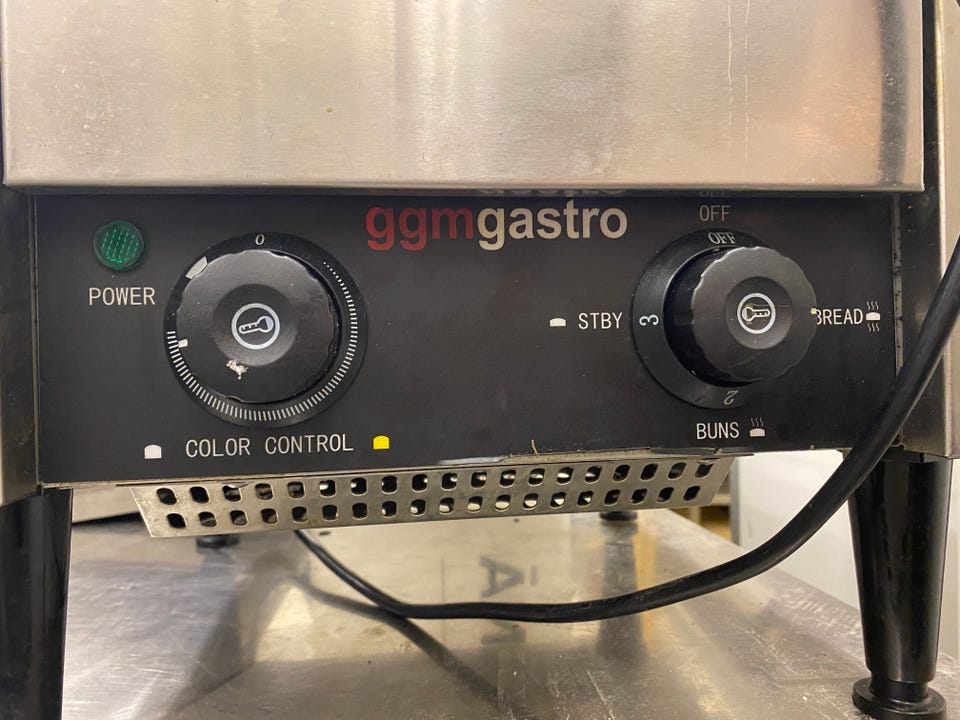 ggmgastro
OFF
POWER
0
OFF
STBY
3
BREAD
2
COLOR CONTROL
BUNS